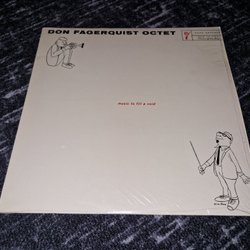 DON FAGERQUIST OCTET
music to fill a void